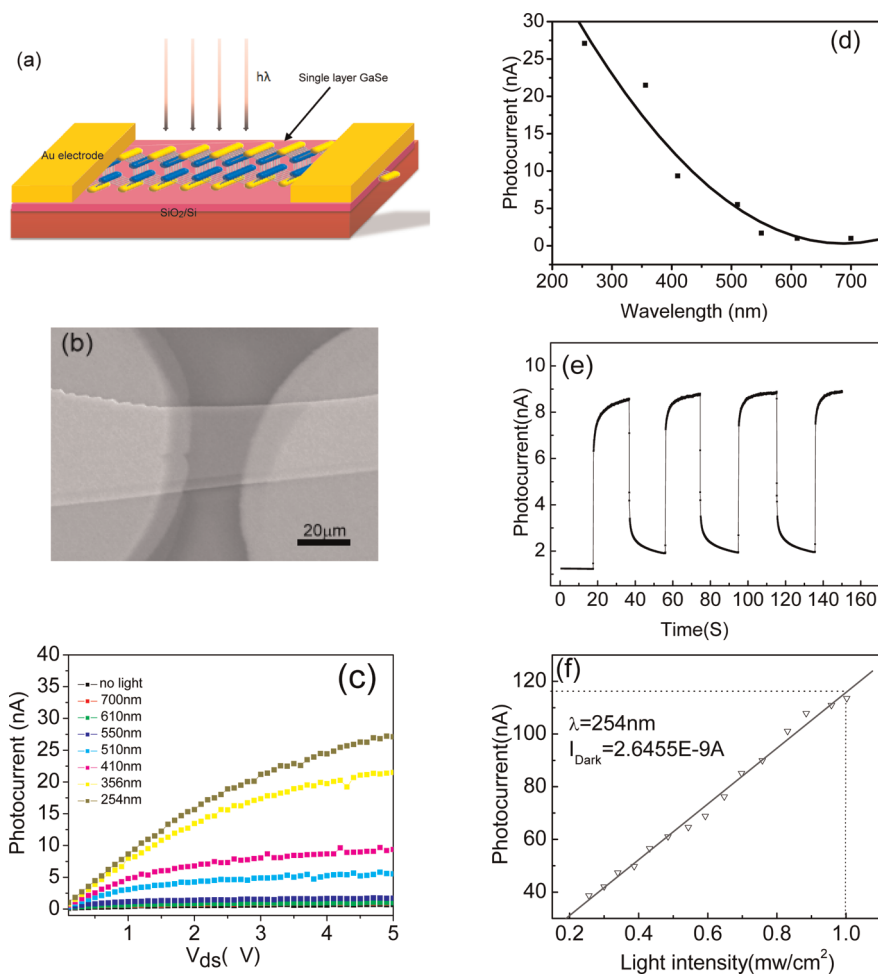 (a)
hλ
Single layer GaSe
Au electrode
SiO2/Si
(b)
20μm
(c)
Photocurrent (nA)
40
35
30
25
20
15
10
5
0
no light
700nm
610nm
550nm
510nm
410nm
356nm
254nm
1 2 3 4 5
Vds( V)
(d)
Photocurrent (nA)
30
25
20
15
10
5
0
200 300 400 500 600 700
Wavelength (nm)
(e)
Photocurrent(nA)
10
8
6
4
2
0 20 40 60 80 100 120 140 160
Time(S)
(f)
Photocurrent(nA)
120
100
80
60
40
λ=254nm
IDark=2.6455E-9A
0.2 0.4 0.6 0.8 1.0
Light intensity(mw/cm2)